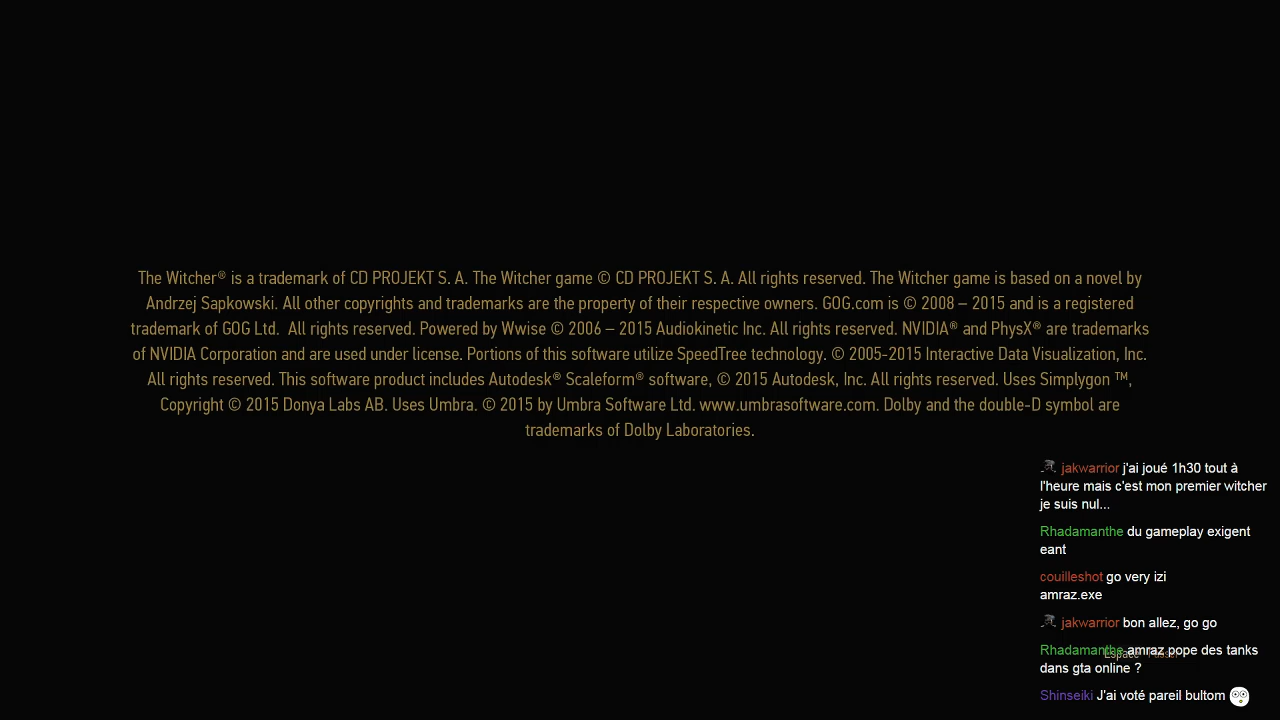 The Witcher® is a trademark of CD PROJEKT S. A. The Witcher game © CD PROJEKT S. A. All rights reserved. The Witcher game is based on a novel by
Andrzej Sapkowski. All other copyrights and trademarks are the property of their respective owners. GOG.com is © 2008 – 2015 and is a registered
trademark of GOG Ltd.  All rights reserved. Powered by Wwise © 2006 – 2015 Audiokinetic Inc. All rights reserved. NVIDIA® and PhysX® are trademarks
of NVIDIA Corporation and are used under license. Portions of this software utilize SpeedTree technology. © 2005-2015 Interactive Data Visualization, Inc.
All rights reserved. This software product includes Autodesk® Scaleform® software, © 2015 Autodesk, Inc. All rights reserved. Uses Simplygon ™,
Copyright © 2015 Donya Labs AB. Uses Umbra. © 2015 by Umbra Software Ltd. www.umbrasoftware.com. Dolby and the double-D symbol are
trademarks of Dolby Laboratories.
jakwarrior j'ai joué 1h30 tout à
l'heure mais c'est mon premier witcher
je suis nul...
Rhadamanthe du gameplay exigent
eant
couilleshot go very izi
amraz.exe
jakwarrior bon allez, go go
Rhadamanthe amraz pope des tanks
dans gta online ?
Shinseiki J'ai voté pareil bultom